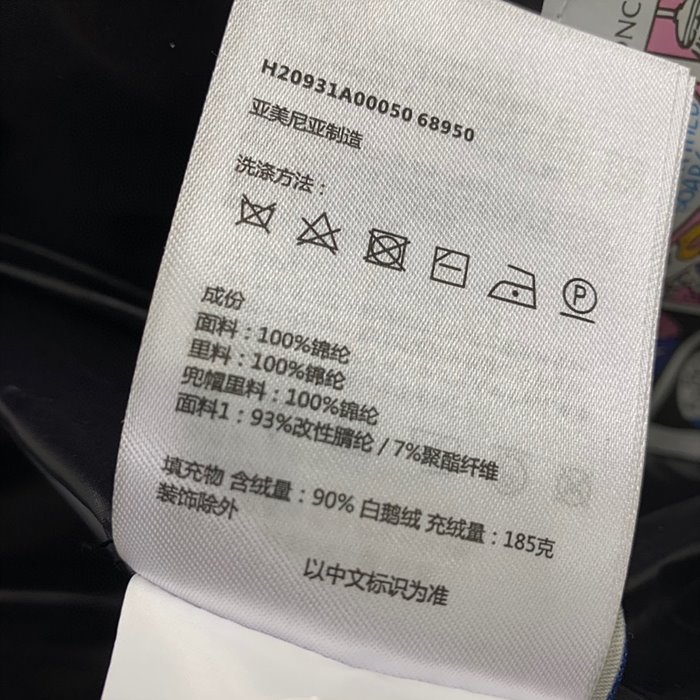 H20931A00050 68950
亚美尼亚制造
洗涤方法：
P
成份
面料：100%锦纶
里料：100%锦纶
兜帽里料：100%锦纶
面料1：93%改性腈纶 / 7%聚酯纤维
填充物 含绒量：90% 白鹅绒 充绒量：185克
装饰除外
以中文标识为准